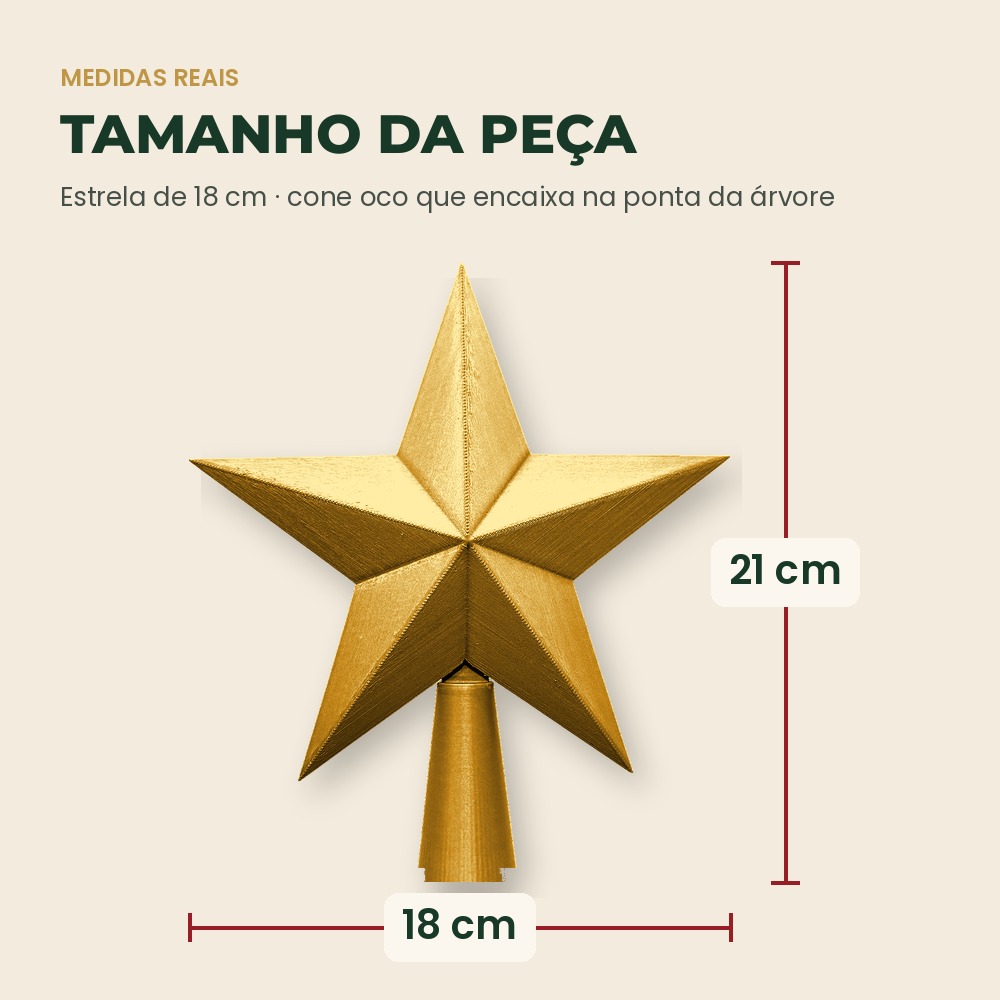 MEDIDAS REAIS
TAMANHO DA PEÇA
Estrela de 18 cm · cone oco que encaixa na ponta da árvore
21 cm
18 cm